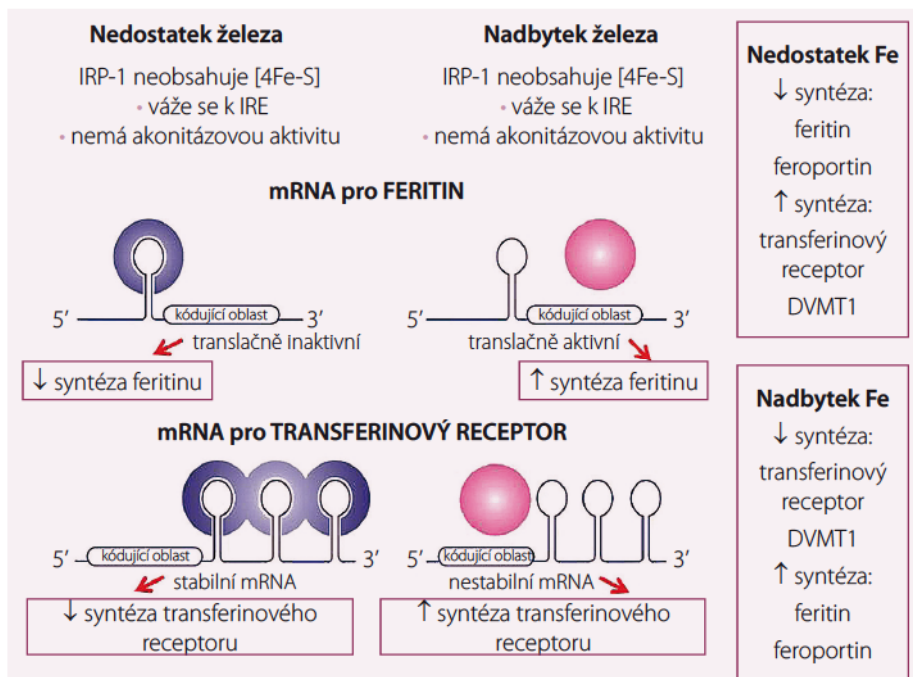 Nedostatek železa
IRP-1 neobsahuje [4Fe-S]
• váže se k IRE
• nemá akonitázovou aktivitu
Nadbytek železa
IRP-1 neobsahuje [4Fe-S]
• váže se k IRE
• nemá akonitázovou aktivitu
mRNA pro FERITIN
5’ kódující oblast 3’
translačně inaktivní
↓ syntéza feritinu
5’ kódující oblast 3’
translačně aktivní
↑ syntéza feritinu
mRNA pro TRANSFERINOVÝ RECEPTOR
5’ kódující oblast 3’
stabilní mRNA
↓ syntéza transferinového
receptoru
5’ kódující oblast 3’
nestabilní mRNA
↑ syntéza transferinového
receptoru
Nedostatek Fe
↓ syntéza:
feritin
feroportin
↑ syntéza:
transferinový
receptor
DVMT1
Nadbytek Fe
↓ syntéza:
transferinový
receptor
DVMT1
↑ syntéza:
feritin
feroportin